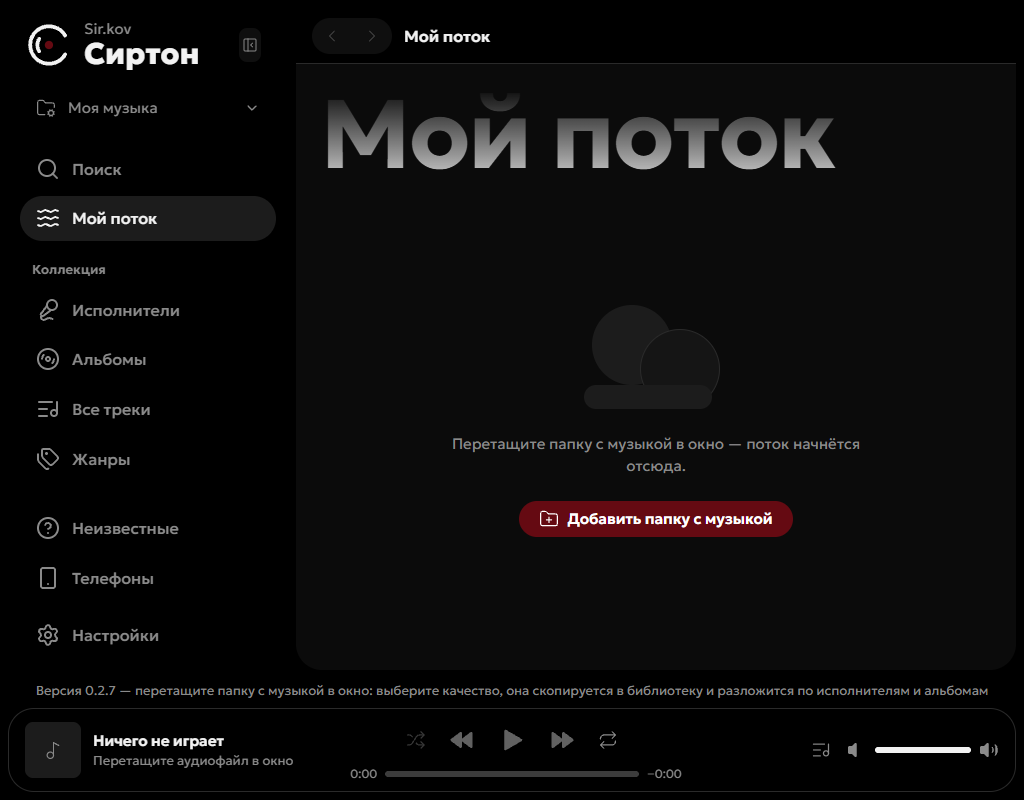 Sir.kov
Сиртон
Моя музыка
Поиск
Мой поток
Коллекция
Исполнители
Альбомы
Все треки
Жанры
Неизвестные
Телефоны
Настройки
Мой поток
Мой поток
Перетащите папку с музыкой в окно — поток начнётся
отсюда.
Добавить папку с музыкой
Версия 0.2.7 — перетащите папку с музыкой в окно: выберите качество, она скопируется в библиотеку и разложится по исполнителям и альбомам
Ничего не играет
Перетащите аудиофайл в окно
0:00
−0:00